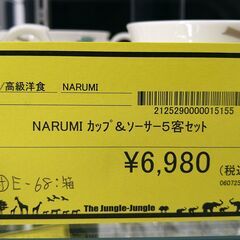 /高級洋食 NARUMI
2125290000015155
NARUMI ｶｯﾌﾟ&ソーサー5客セット
¥6,980 (税込
E-68:箱
060725
The Jungle-Jungle